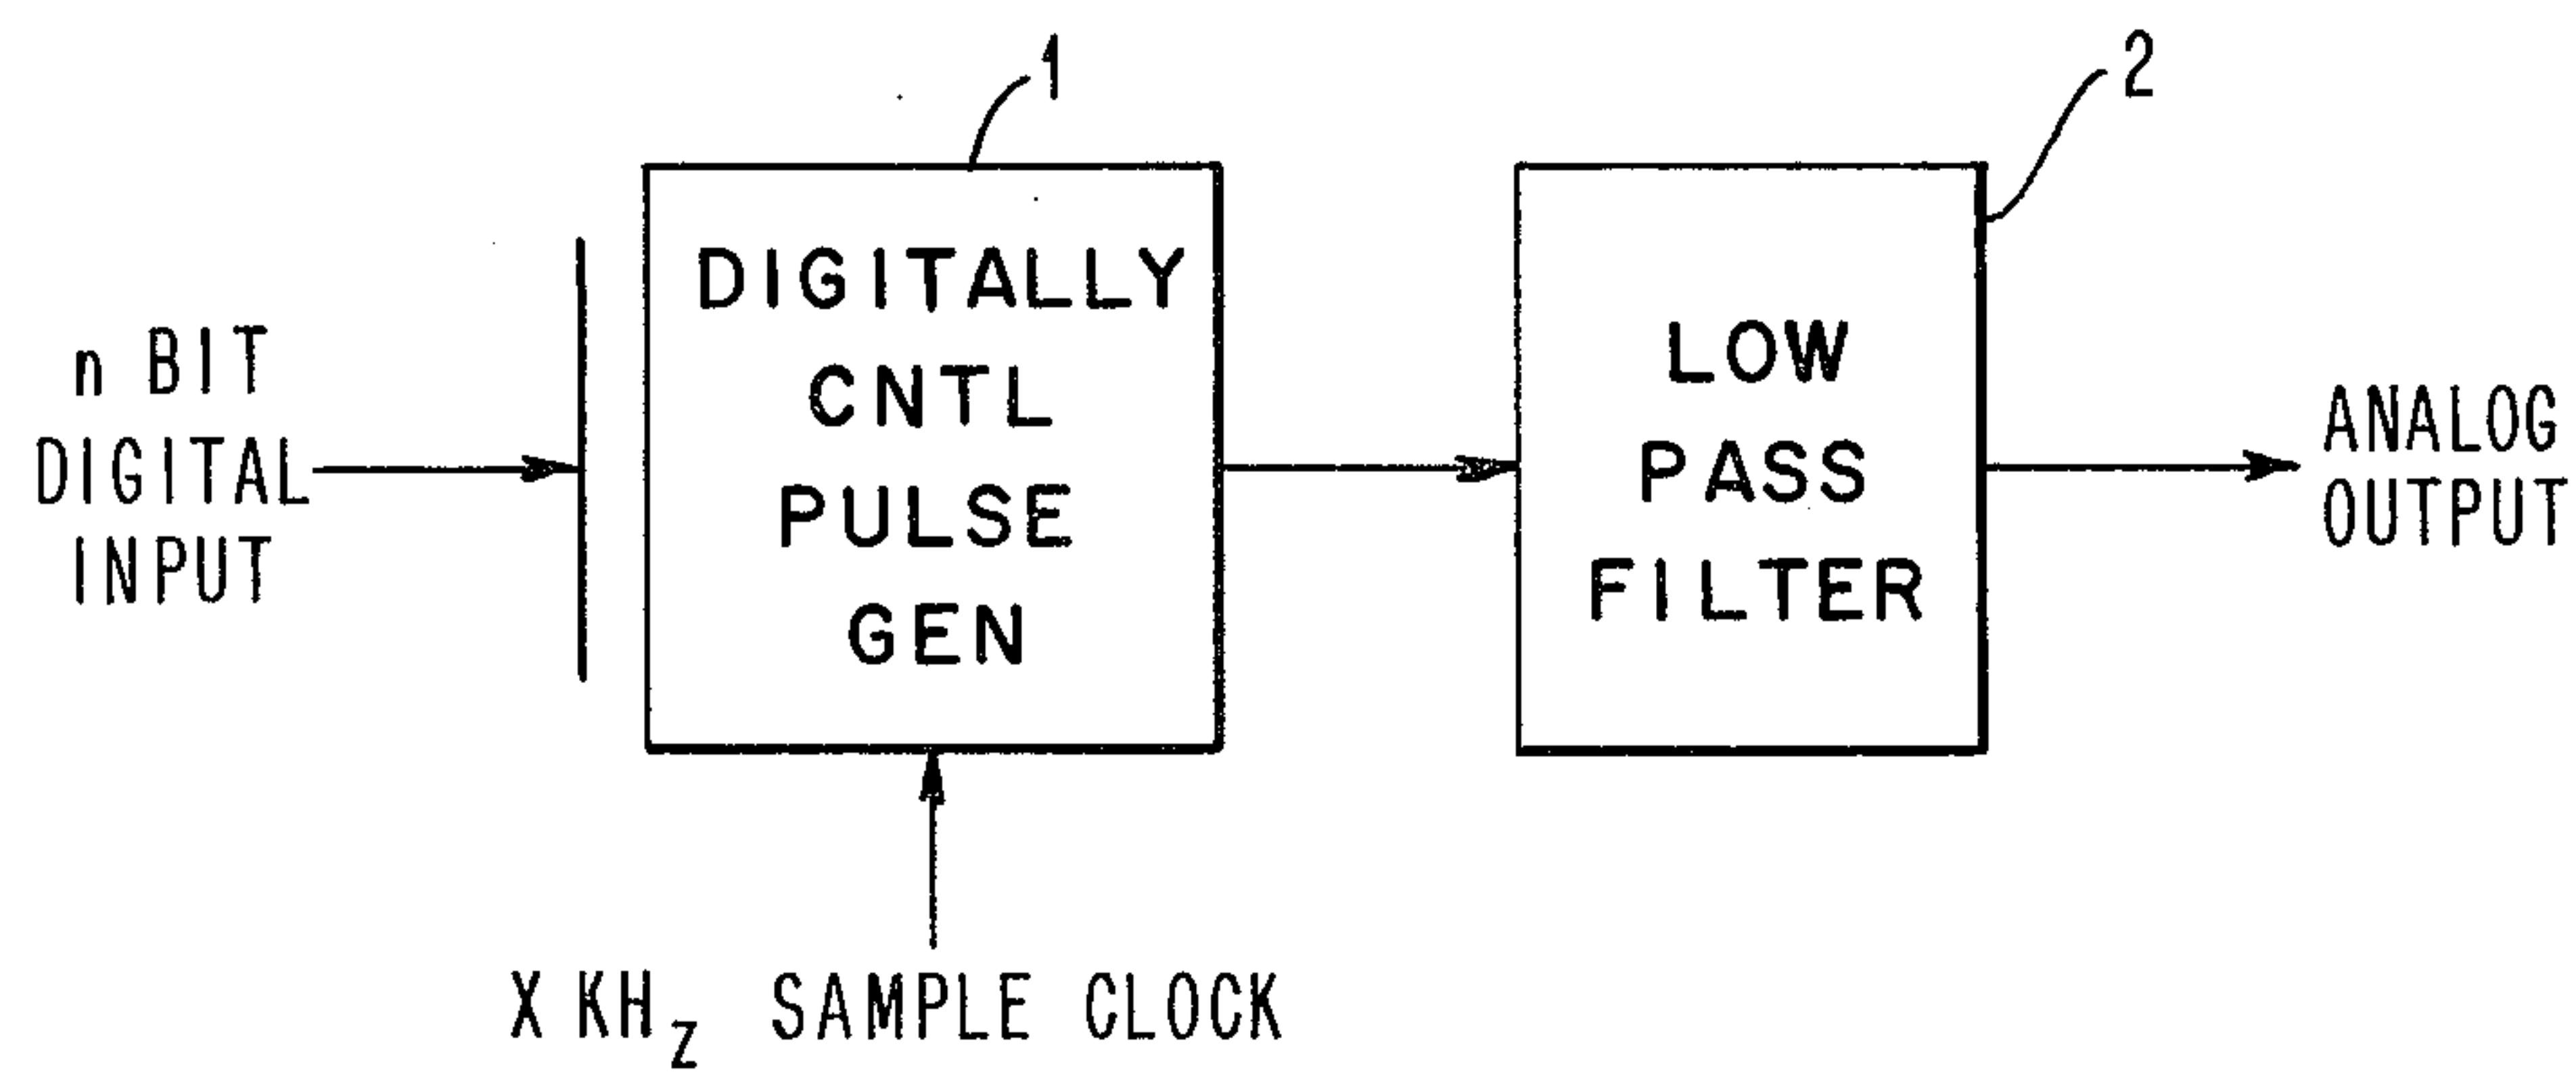 1
2
n BIT
DIGITAL
INPUT
DIGITALLY
CNTL
PULSE
GEN
LOW
PASS
FILTER
ANALOG
OUTPUT
X KHz SAMPLE CLOCK